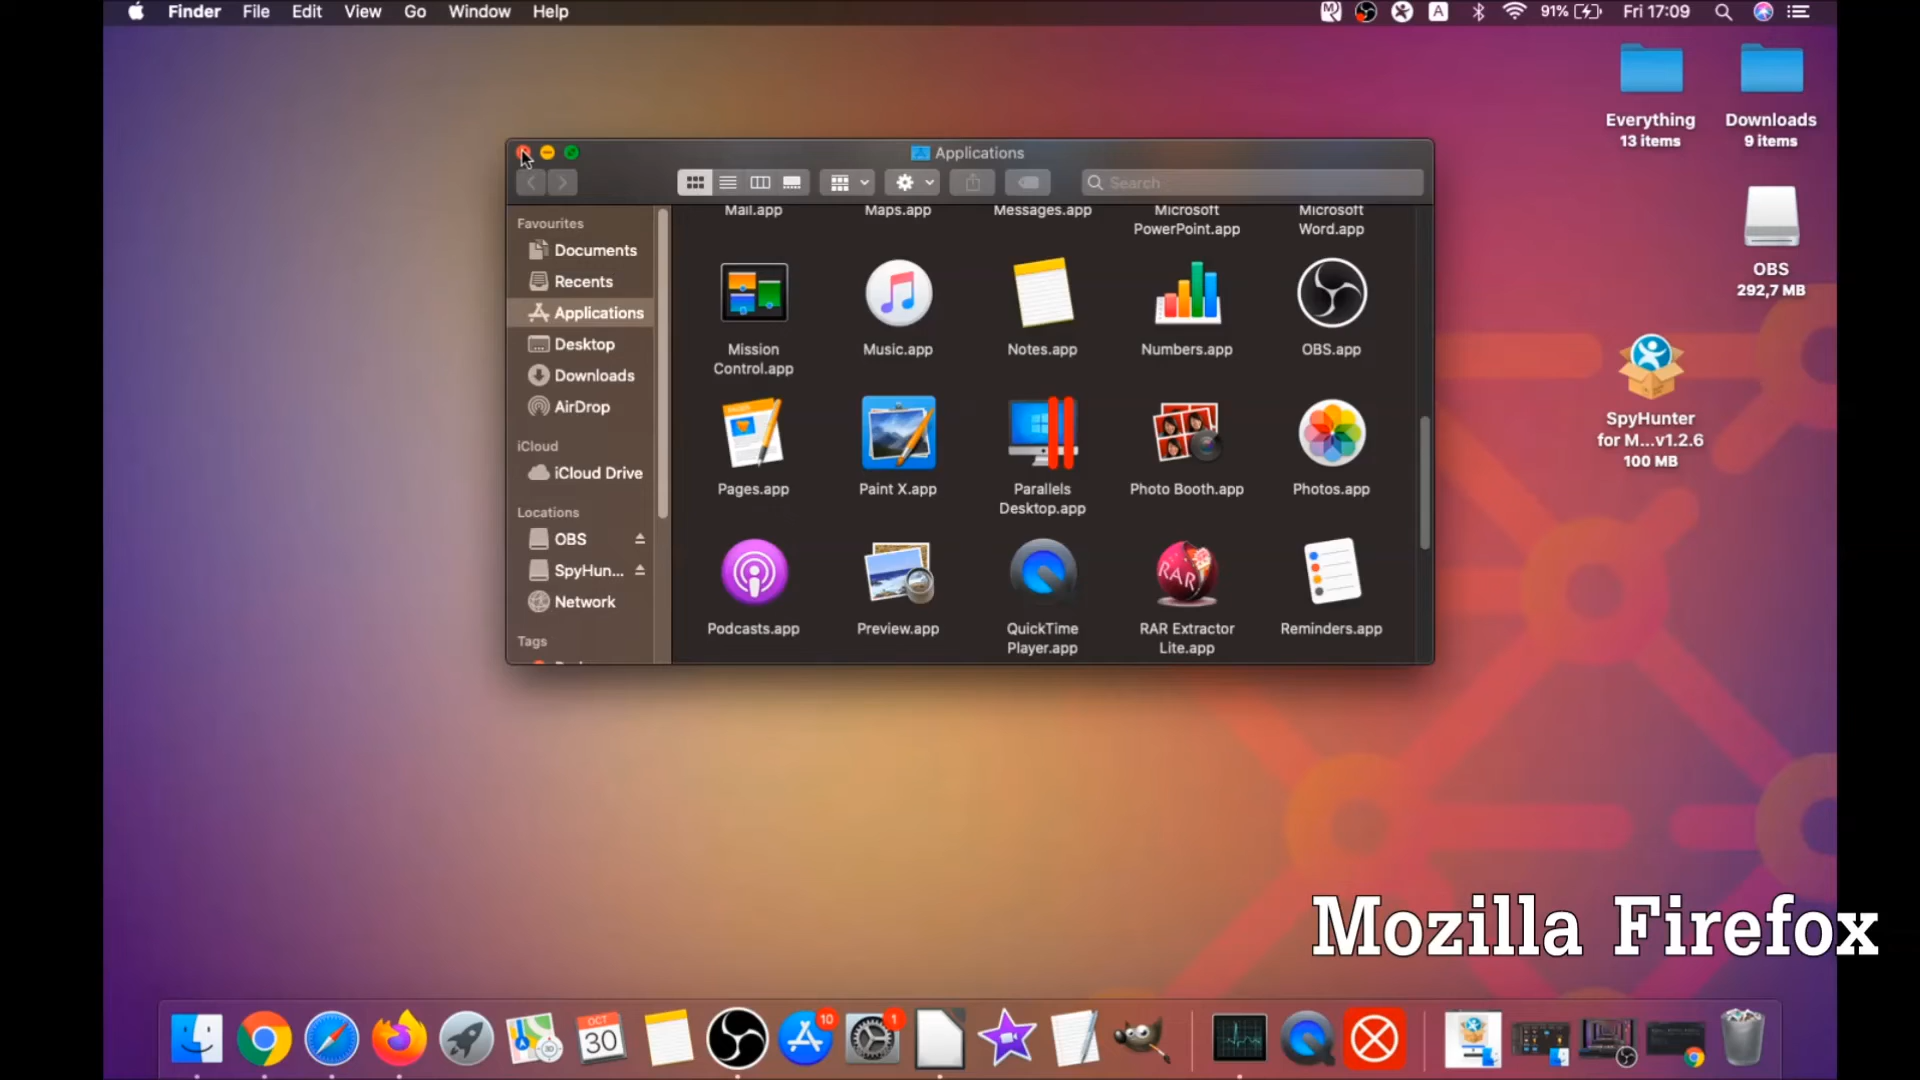 Finder File Edit View Go Window Help
A 91% Fri 17:09
Everything
13 items
Downloads
9 items
OBS
292,7 MB
SpyHunter
for M...v1.2.6
100 MB
Applications
Search
Favourites
Documents
Recents
Applications
Desktop
Downloads
AirDrop
iCloud
iCloud Drive
Locations
OBS
SpyHun...
Network
Tags
Mail.app
Maps.app
Messages.app
Microsoft
PowerPoint.app
Microsoft
Word.app
Mission
Control.app
Music.app
Notes.app
Numbers.app
OBS.app
Pages.app
Paint X.app
Parallels
Desktop.app
Photo Booth.app
Photos.app
Podcasts.app
Preview.app
QuickTime
Player.app
RAR
RAR Extractor
Lite.app
Reminders.app
Mozilla Firefox
OCT
30
10
1